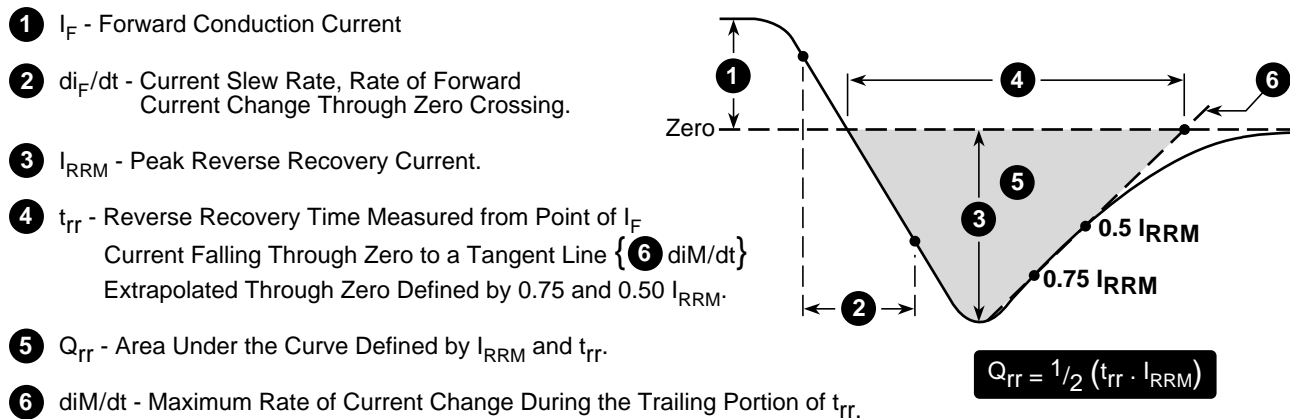 1 I_F - Forward Conduction Current
2 di_F/dt - Current Slew Rate, Rate of Forward
Current Change Through Zero Crossing.
3 I_RRM - Peak Reverse Recovery Current.
4 t_rr - Reverse Recovery Time Measured from Point of I_F
Current Falling Through Zero to a Tangent Line {6 diM/dt}
Extrapolated Through Zero Defined by 0.75 and 0.50 I_RRM.
5 Q_rr - Area Under the Curve Defined by I_RRM and t_rr.
6 diM/dt - Maximum Rate of Current Change During the Trailing Portion of t_rr.
1
4
6
Zero
5
3
0.5 I_RRM
0.75 I_RRM
2
Q_rr = 1/2 (t_rr · I_RRM)